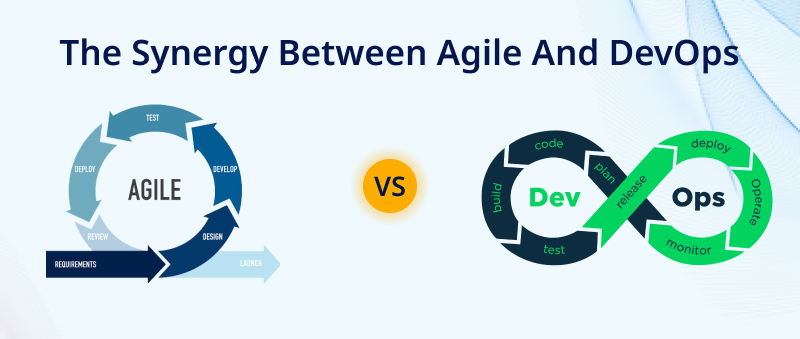 The Synergy Between Agile And DevOps
TEST
DEPLOY
DEVELOP
AGILE
REVIEW
DESIGN
REQUIREMENTS
LAUNCH
VS
code
plan
build
Dev
test
release
deploy
Ops
Operate
monitor